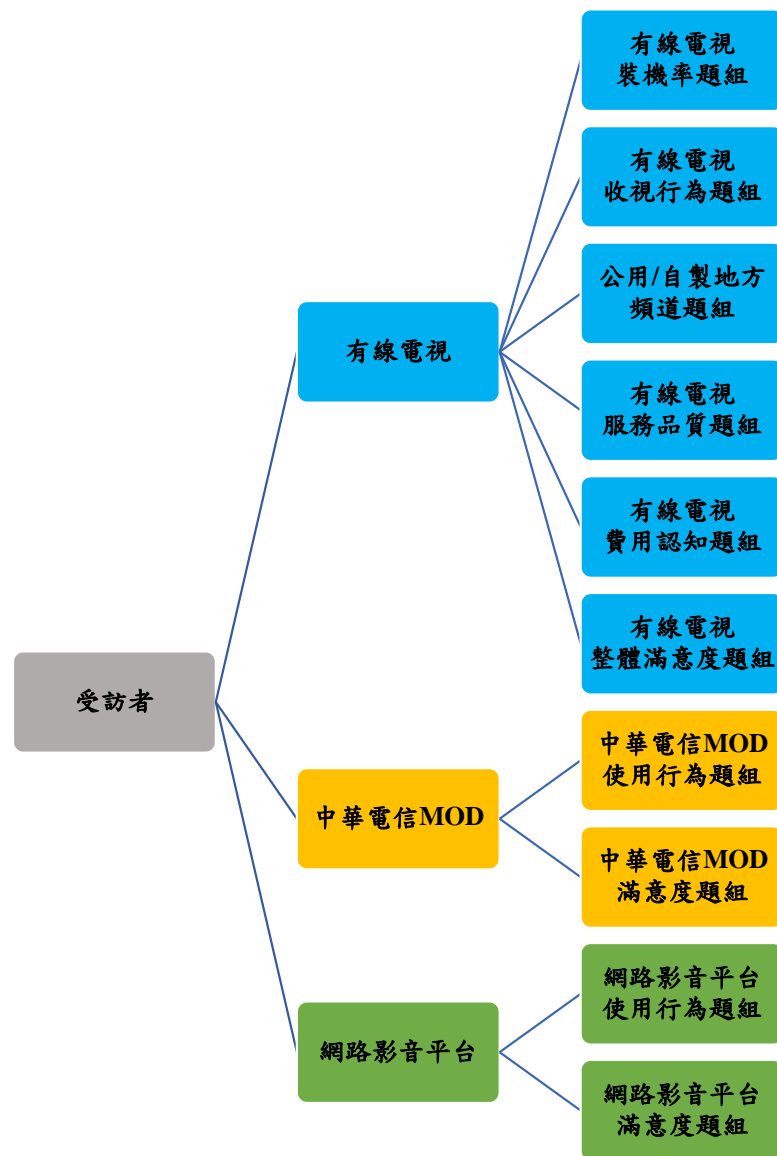 有線電視
裝機率題組
有線電視
收視行為題組
公用/自製地方
頻道題組
有線電視
有線電視
服務品質題組
有線電視
費用認知題組
有線電視
整體滿意度題組
受訪者
中華電信MOD
使用行為題組
中華電信MOD
中華電信MOD
滿意度題組
網路影音平台
使用行為題組
網路影音平台
網路影音平台
滿意度題組